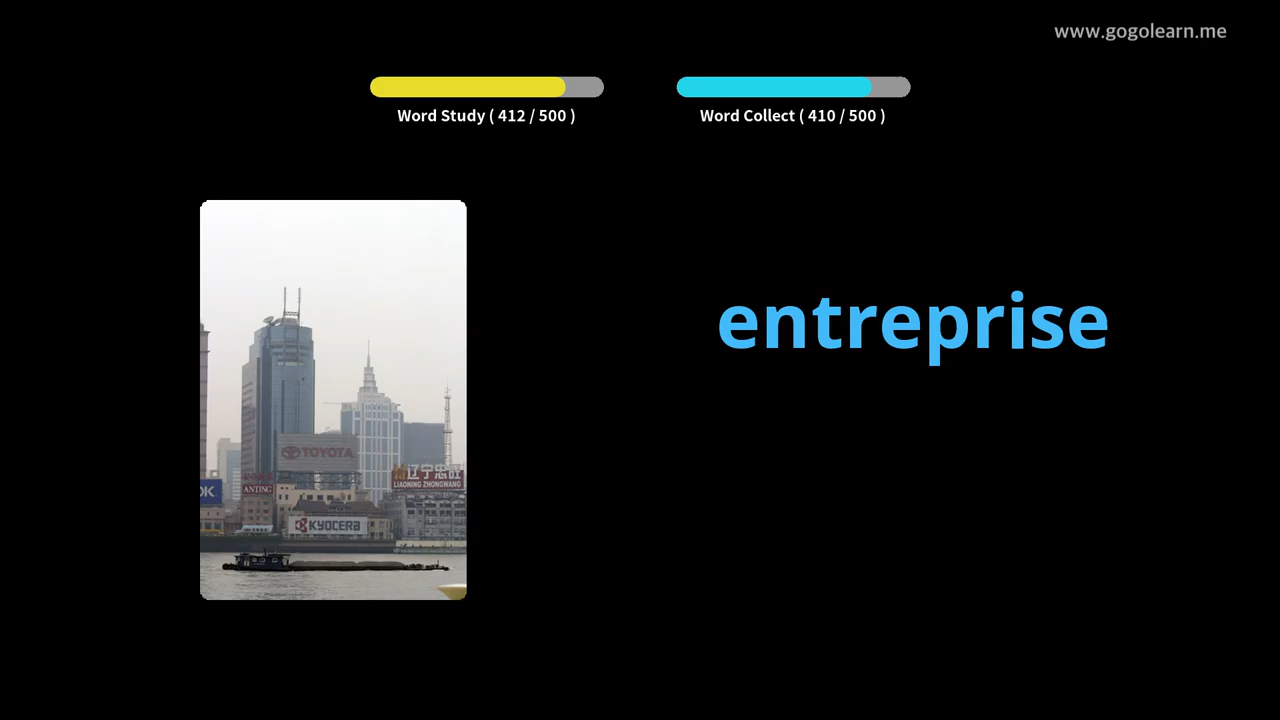 www.gogolearn.me
Word Study ( 412 / 500 )
Word Collect ( 410 / 500 )
entreprise
TOYOTA
辽宁忠旺
LIAONING ZHONGWANG
ANTING
OK
KYOCERA